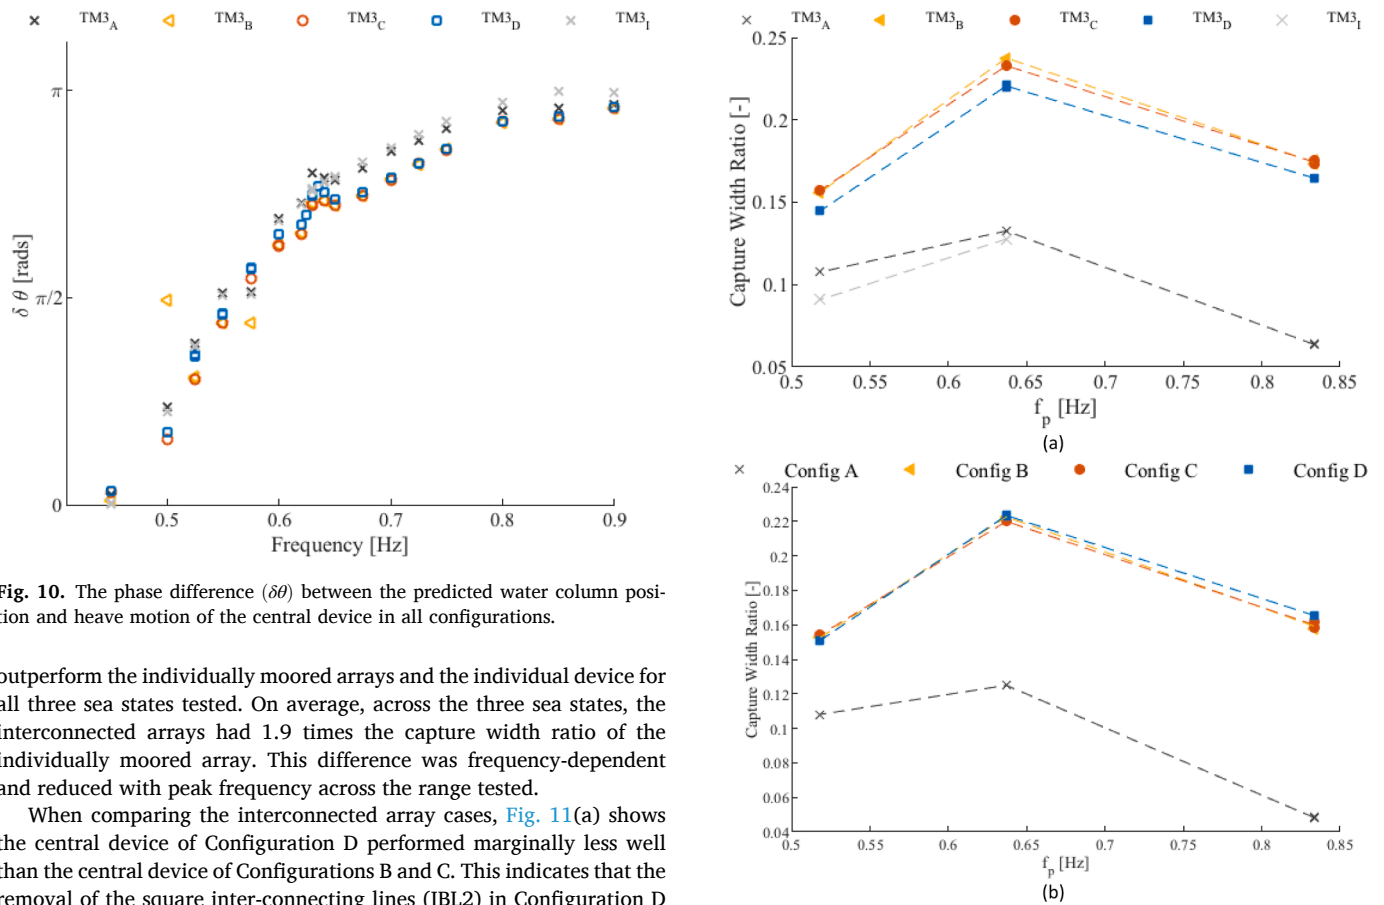 TM3A TM3B TM3C TM3D TM3I
π
π/2
0
δ θ [rads]
0.5 0.6 0.7 0.8 0.9
Frequency [Hz]
Fig. 10. The phase difference (δθ) between the predicted water column posi-
tion and heave motion of the central device in all configurations.
outperform the individually moored arrays and the individual device for
all three sea states tested. On average, across the three sea states, the
interconnected arrays had 1.9 times the capture width ratio of the
individually moored array. This difference was frequency-dependent
and reduced with peak frequency across the range tested.
When comparing the interconnected array cases, Fig. 11(a) shows
the central device of Configuration D performed marginally less well
than the central device of Configurations B and C. This indicates that the
removal of the square inter-connecting lines (IBL2) in Configuration D
TM3A TM3B TM3C TM3D TM3I
0.25
0.2
0.15
0.1
0.05
Capture Width Ratio [-]
0.5 0.55 0.6 0.65 0.7 0.75 0.8 0.85
fp [Hz]
(a)
Config A Config B Config C Config D
0.24
0.22
0.2
0.18
0.16
0.14
0.12
0.1
0.08
0.06
0.04
Capture Width Ratio [-]
0.5 0.55 0.6 0.65 0.7 0.75 0.8 0.85
fp [Hz]
(b)